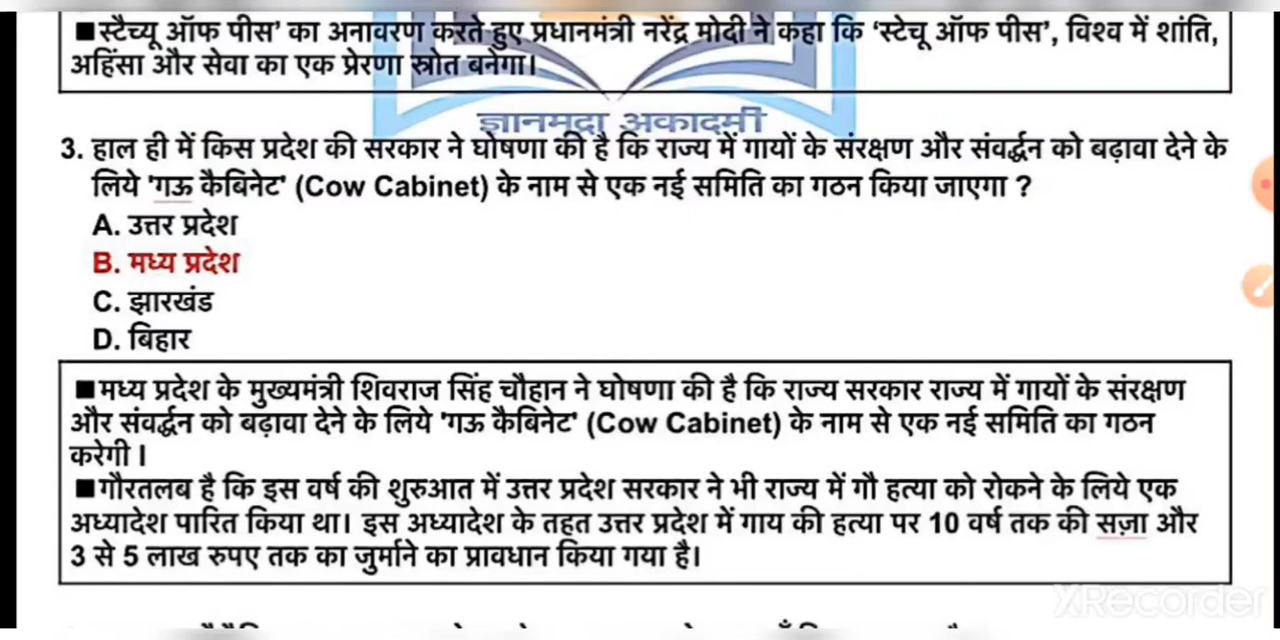 ■स्टैच्यू ऑफ पीस’ का अनावरण करते हुए प्रधानमंत्री नरेंद्र मोदी ने कहा कि ‘स्टेचू ऑफ पीस’, विश्व में शांति,
अहिंसा और सेवा का एक प्रेरणा स्रोत बनेगा।
ज्ञानमुद्रा अकादमी
3. हाल ही में किस प्रदेश की सरकार ने घोषणा की है कि राज्य में गायों के संरक्षण और संवर्द्धन को बढ़ावा देने के
लिये 'गऊ कैबिनेट' (Cow Cabinet) के नाम से एक नई समिति का गठन किया जाएगा ?
A. उत्तर प्रदेश
B. मध्य प्रदेश
C. झारखंड
D. बिहार
■मध्य प्रदेश के मुख्यमंत्री शिवराज सिंह चौहान ने घोषणा की है कि राज्य सरकार राज्य में गायों के संरक्षण
और संवर्द्धन को बढ़ावा देने के लिये 'गऊ कैबिनेट' (Cow Cabinet) के नाम से एक नई समिति का गठन
करेगी ।
■गौरतलब है कि इस वर्ष की शुरुआत में उत्तर प्रदेश सरकार ने भी राज्य में गौ हत्या को रोकने के लिये एक
अध्यादेश पारित किया था। इस अध्यादेश के तहत उत्तर प्रदेश में गाय की हत्या पर 10 वर्ष तक की सज़ा और
3 से 5 लाख रुपए तक का जुर्माने का प्रावधान किया गया है।
XRecorder